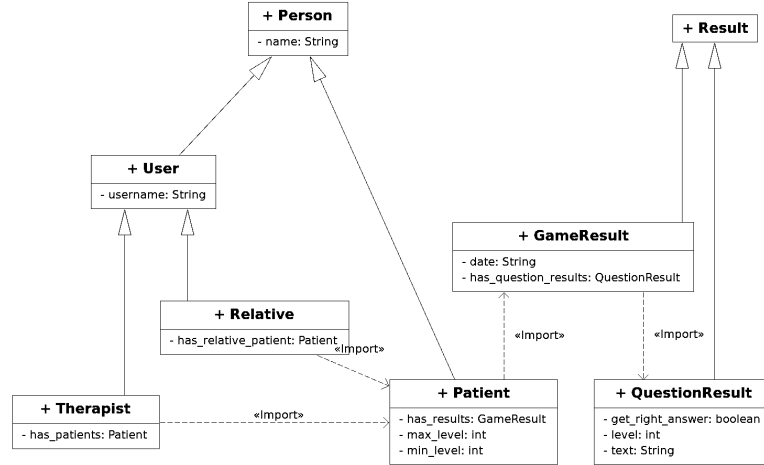 + Person
- name: String
+ Result
+ User
- username: String
+ GameResult
- date: String
- has_question_results: QuestionResult
+ Relative
- has_relative_patient: Patient
«Import»
«Import»
«Import»
+ Therapist
- has_patients: Patient
«Import»
+ Patient
- has_results: GameResult
- max_level: int
- min_level: int
+ QuestionResult
- get_right_answer: boolean
- level: int
- text: String